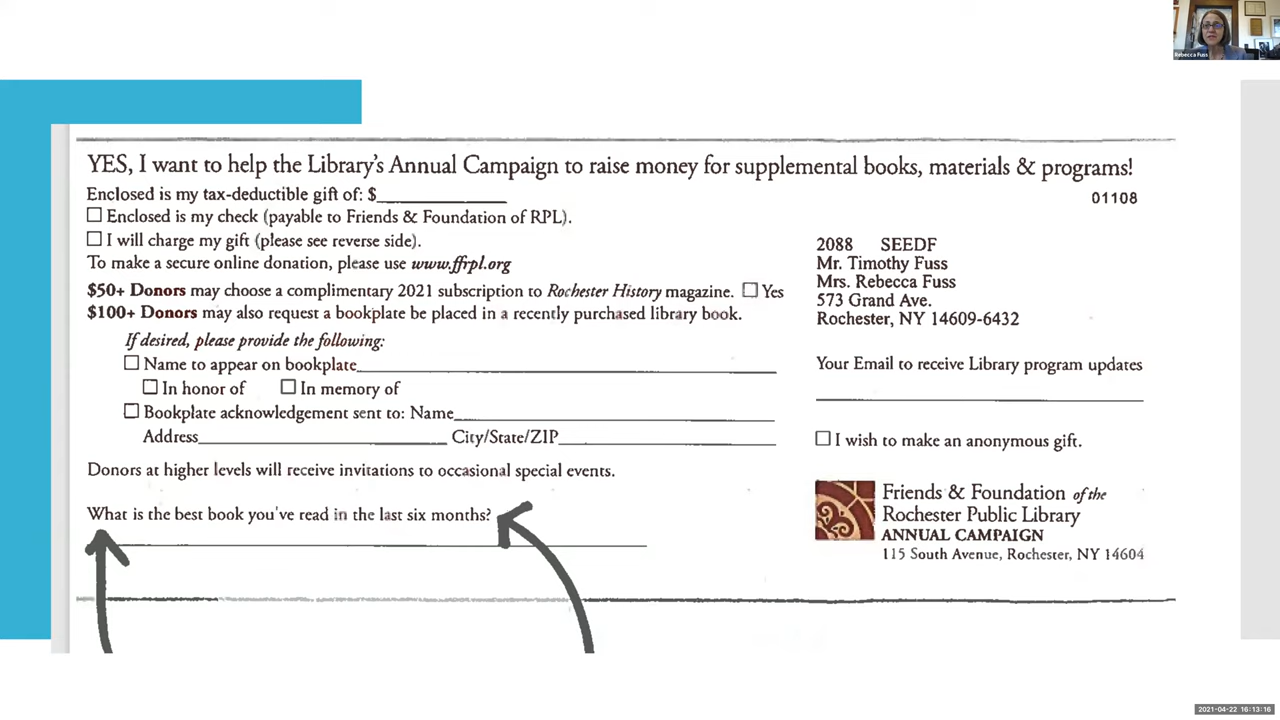 Rebecca Fuss
YES, I want to help the Library's Annual Campaign to raise money for supplemental books, materials & programs!
Enclosed is my tax-deductible gift of: $
01108
☐ Enclosed is my check (payable to Friends & Foundation of RPL).
☐ I will charge my gift (please see reverse side).
To make a secure online donation, please use www.ffrpl.org
$50+ Donors may choose a complimentary 2021 subscription to Rochester History magazine. ☐ Yes
$100+ Donors may also request a bookplate be placed in a recently purchased library book.
If desired, please provide the following:
☐ Name to appear on bookplate
☐ In honor of ☐ In memory of
☐ Bookplate acknowledgement sent to: Name
Address City/State/ZIP
Donors at higher levels will receive invitations to occasional special events.
What is the best book you've read in the last six months?
2088 SEEDF
Mr. Timothy Fuss
Mrs. Rebecca Fuss
573 Grand Ave.
Rochester, NY 14609-6432
Your Email to receive Library program updates
☐ I wish to make an anonymous gift.
Friends & Foundation of the
Rochester Public Library
ANNUAL CAMPAIGN
115 South Avenue, Rochester, NY 14604
2021-04-22 16:13:16